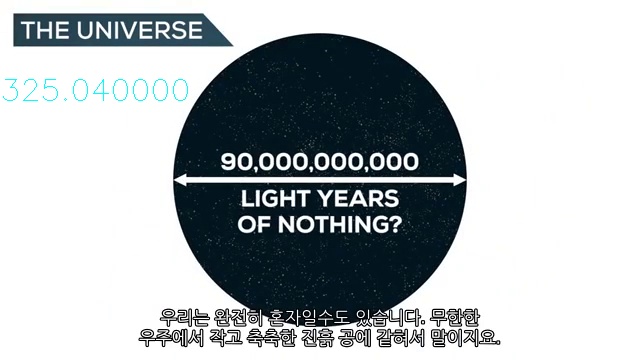 THE UNIVERSE
325.040000
90,000,000,000
LIGHT YEARS
OF NOTHING?
우리는 완전히 혼자일수도 있습니다. 무한한
우주에서 작고 축축한 진흙 공에 갇혀서 말이지요.